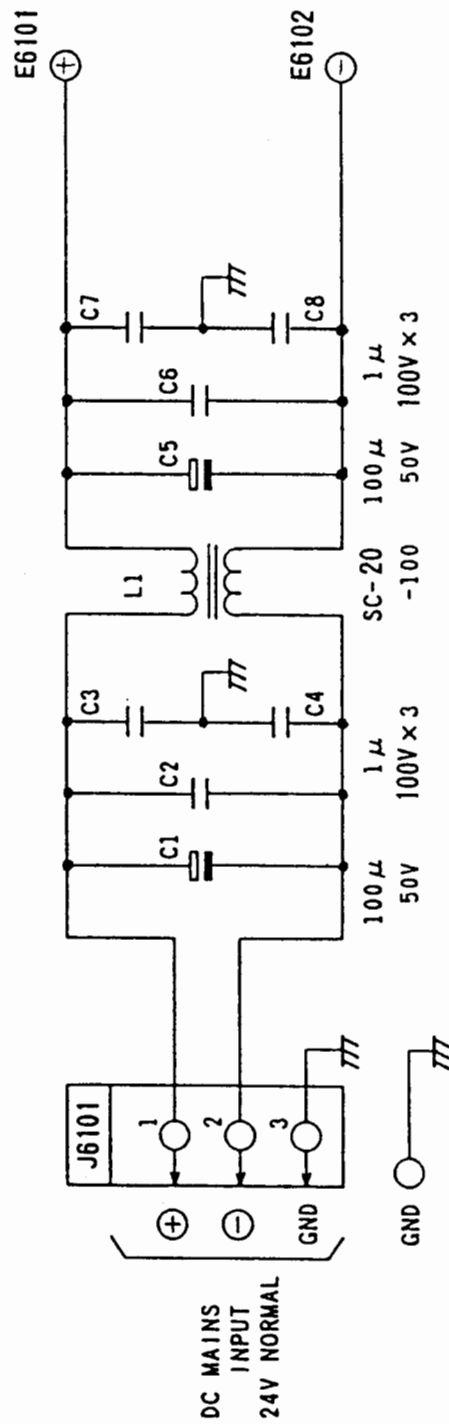 DC MAINS
INPUT
24V NORMAL
+
−
GND
J6101
1
2
3
GND
C1
C2
C3
C4
100μ
50V
1μ
100V×3
L1
SC-20
-100
C5
C6
C7
C8
100μ
50V
1μ
100V×3
E6101
+
E6102
−